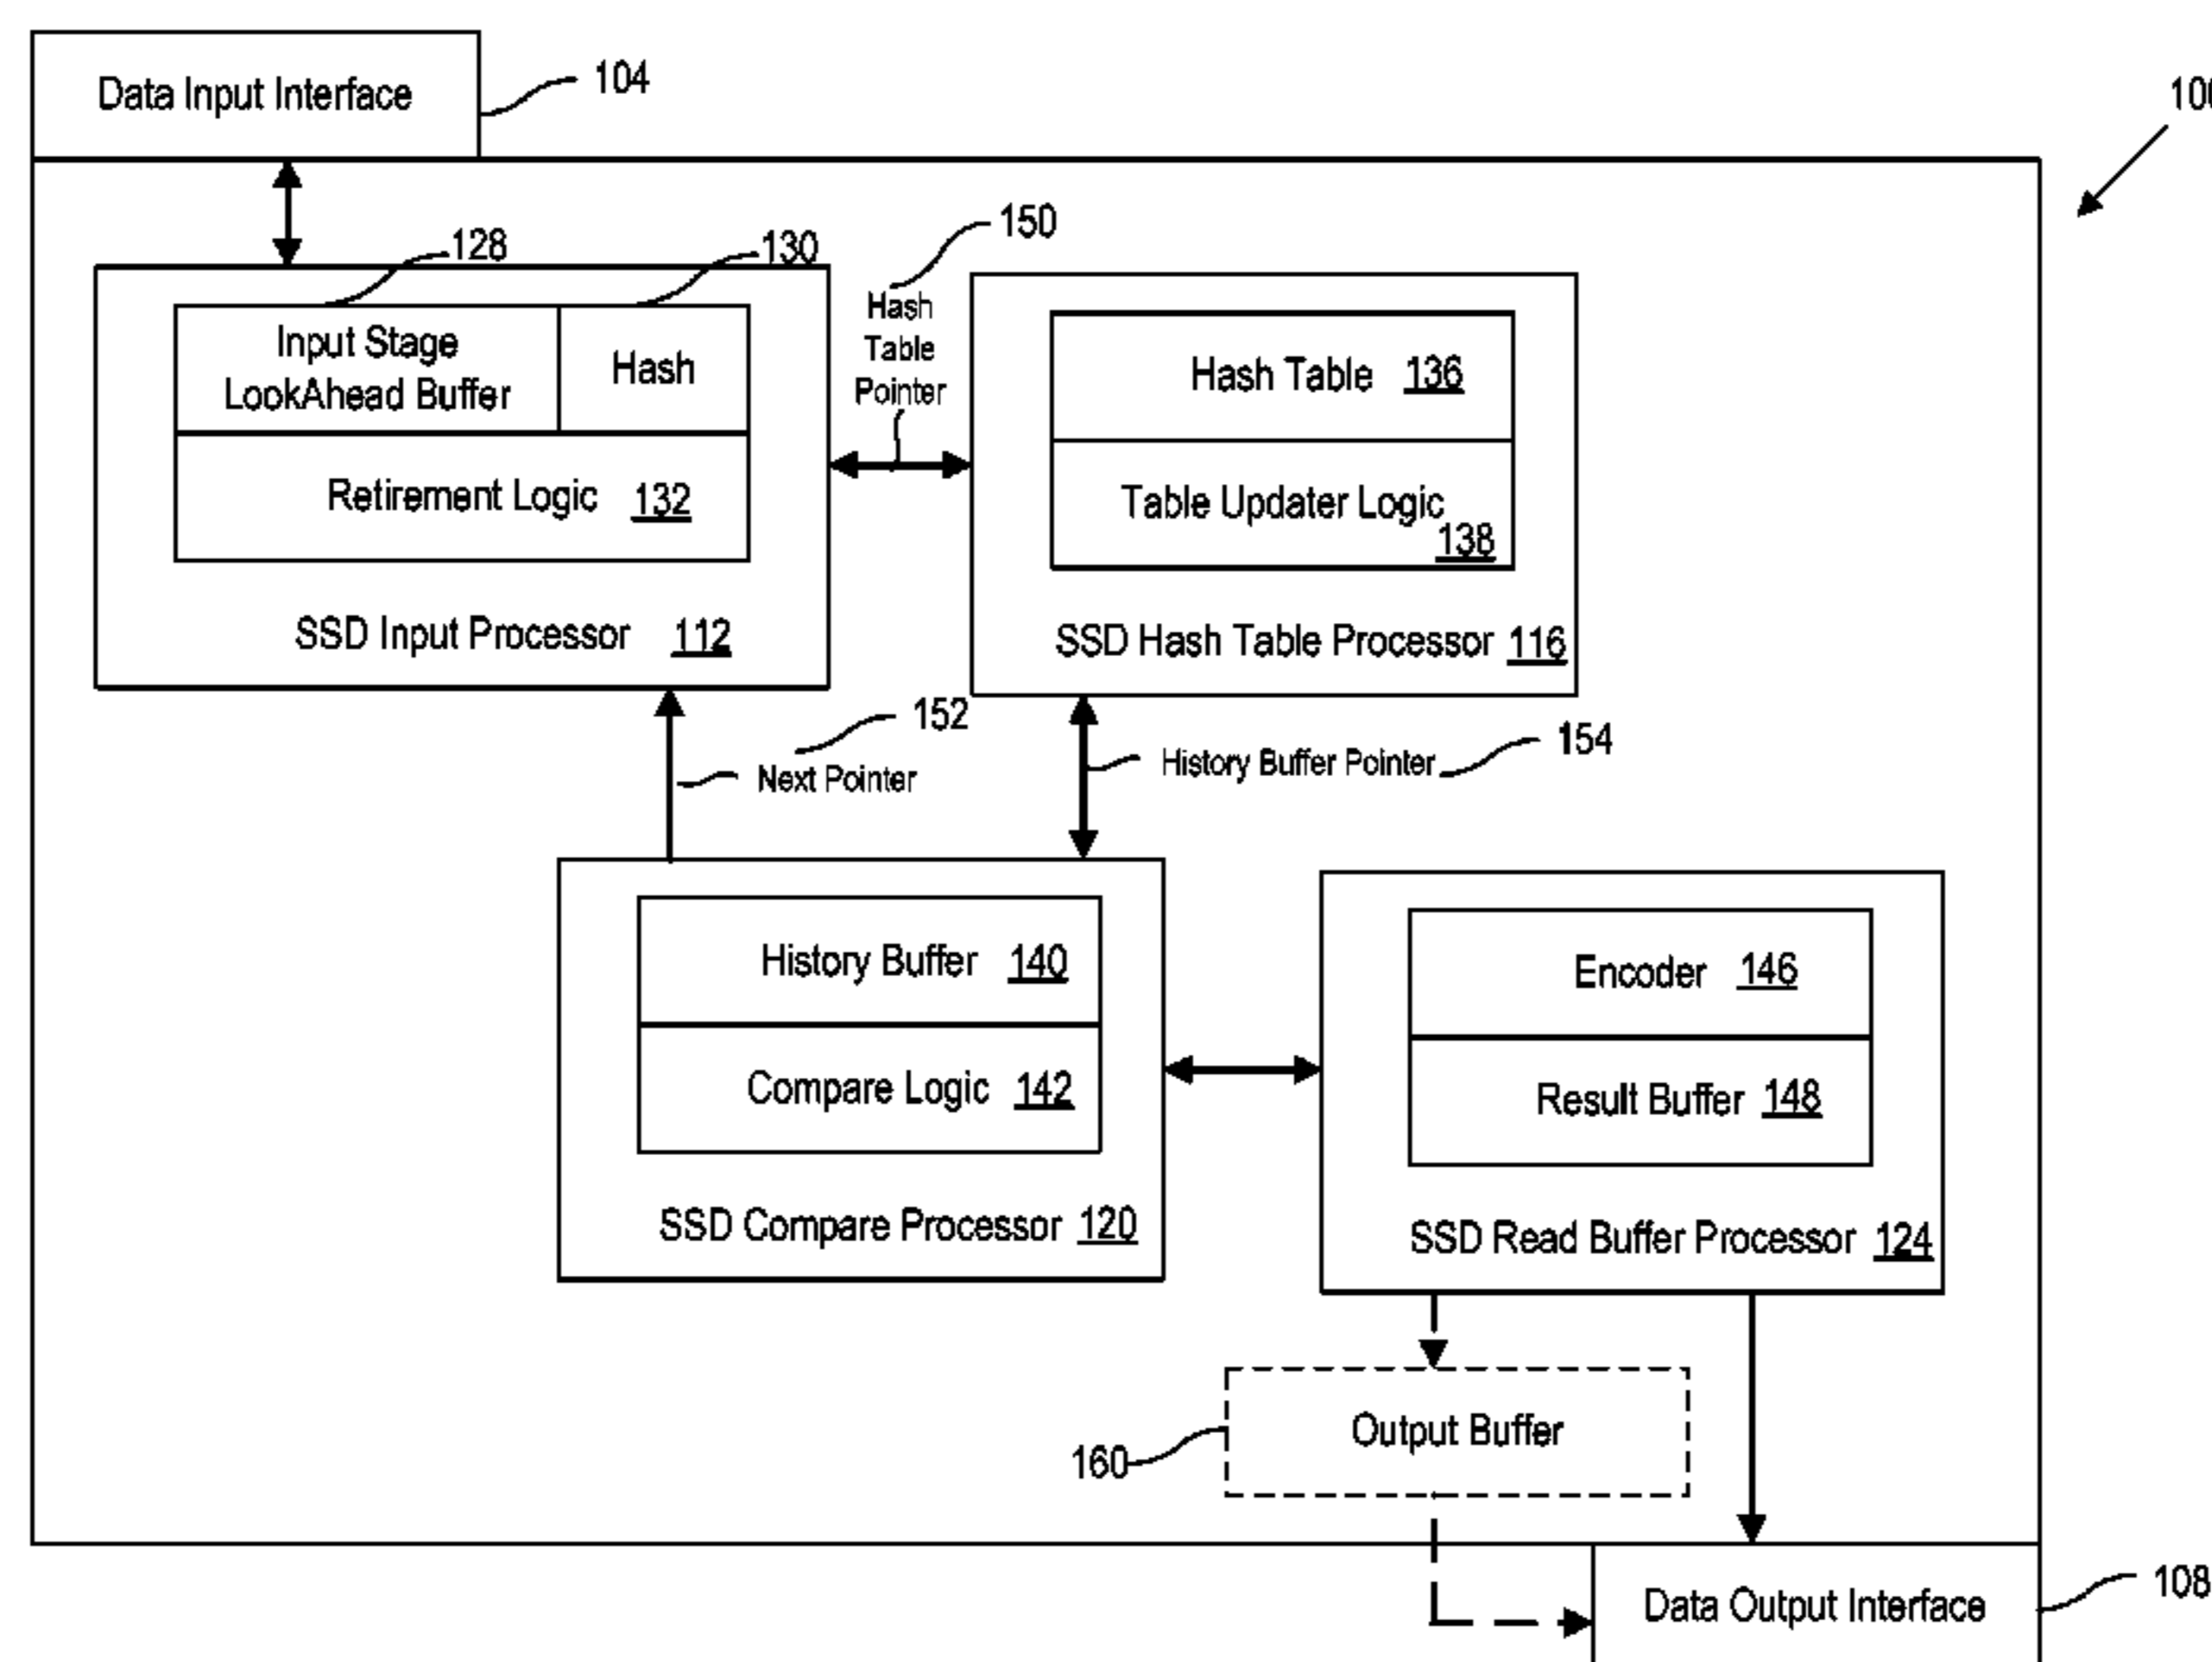 Data Input Interface
104
10
150
128
130
Hash
Table
Pointer
Input Stage
LookAhead Buffer
Hash
Retirement Logic 132
SSD Input Processor 112
Hash Table 136
Table Updater Logic
138
SSD Hash Table Processor 116
152
Next Pointer
154
History Buffer Pointer
History Buffer 140
Compare Logic 142
SSD Compare Processor 120
Encoder 146
Result Buffer 148
SSD Read Buffer Processor 124
Output Buffer
160
Data Output Interface
108